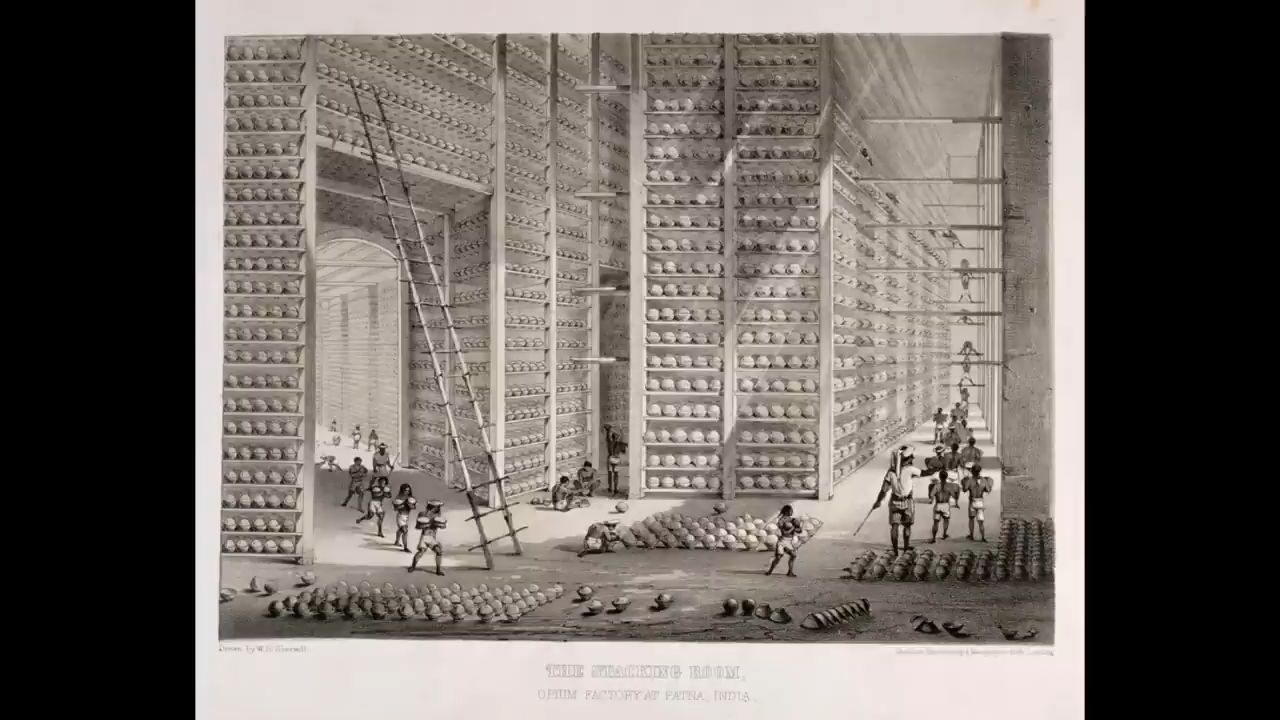 Drawn by W.S. Sherwill
THE STACKING ROOM,
OPIUM FACTORY AT PATNA, INDIA.